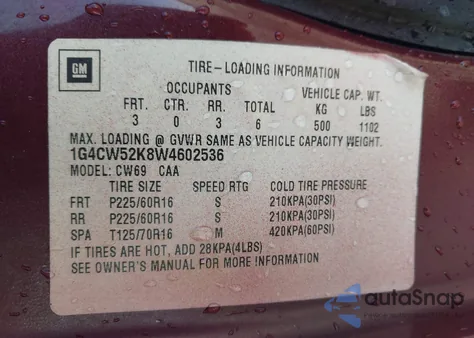 GM
TIRE-LOADING INFORMATION
OCCUPANTS VEHICLE CAP. WT.
FRT. CTR. RR. TOTAL KG LBS
3 0 3 6 500 1102
MAX. LOADING @ GVWR SAME AS VEHICLE CAPACITY WEIGHT.
1G4CW52K8W4602536
MODEL: CW69 CAA
TIRE SIZE SPEED RTG COLD TIRE PRESSURE
FRT P225/60R16 S 210KPA(30PSI)
RR P225/60R16 S 210KPA(30PSI)
SPA T125/70R16 M 420KPA(60PSI)
IF TIRES ARE HOT, ADD 28KPA(4LBS)
SEE OWNER'S MANUAL FOR MORE INFORMATION
autoSnap